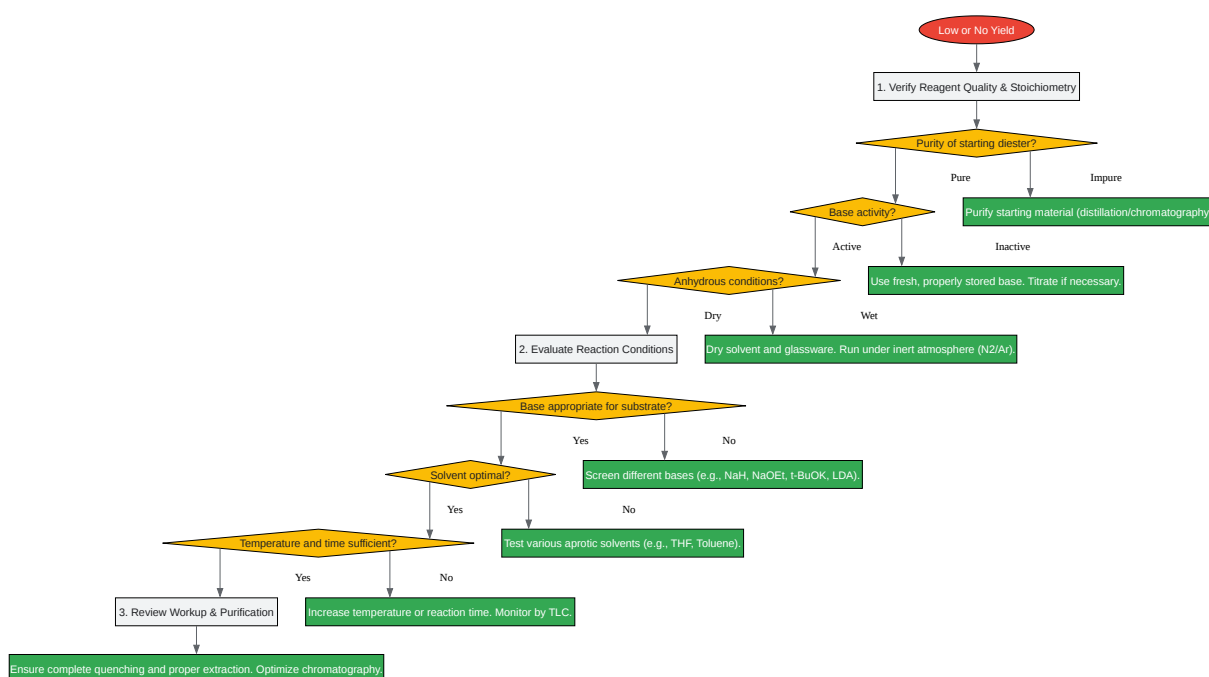 Low or No Yield
1. Verify Reagent Quality & Stoichiometry
Purity of starting diester?
Pure
Impure
Base activity?
Purify starting material (distillation/chromatography
Active
Inactive
Anhydrous conditions?
Use fresh, properly stored base. Titrate if necessary.
Dry
Wet
2. Evaluate Reaction Conditions
Dry solvent and glassware. Run under inert atmosphere (N2/Ar).
Base appropriate for substrate?
Yes
No
Solvent optimal?
Screen different bases (e.g., NaH, NaOEt, t-BuOK, LDA).
Yes
No
Temperature and time sufficient?
Test various aprotic solvents (e.g., THF, Toluene).
Yes
No
3. Review Workup & Purification
Increase temperature or reaction time. Monitor by TLC.
Ensure complete quenching and proper extraction. Optimize chromatography.